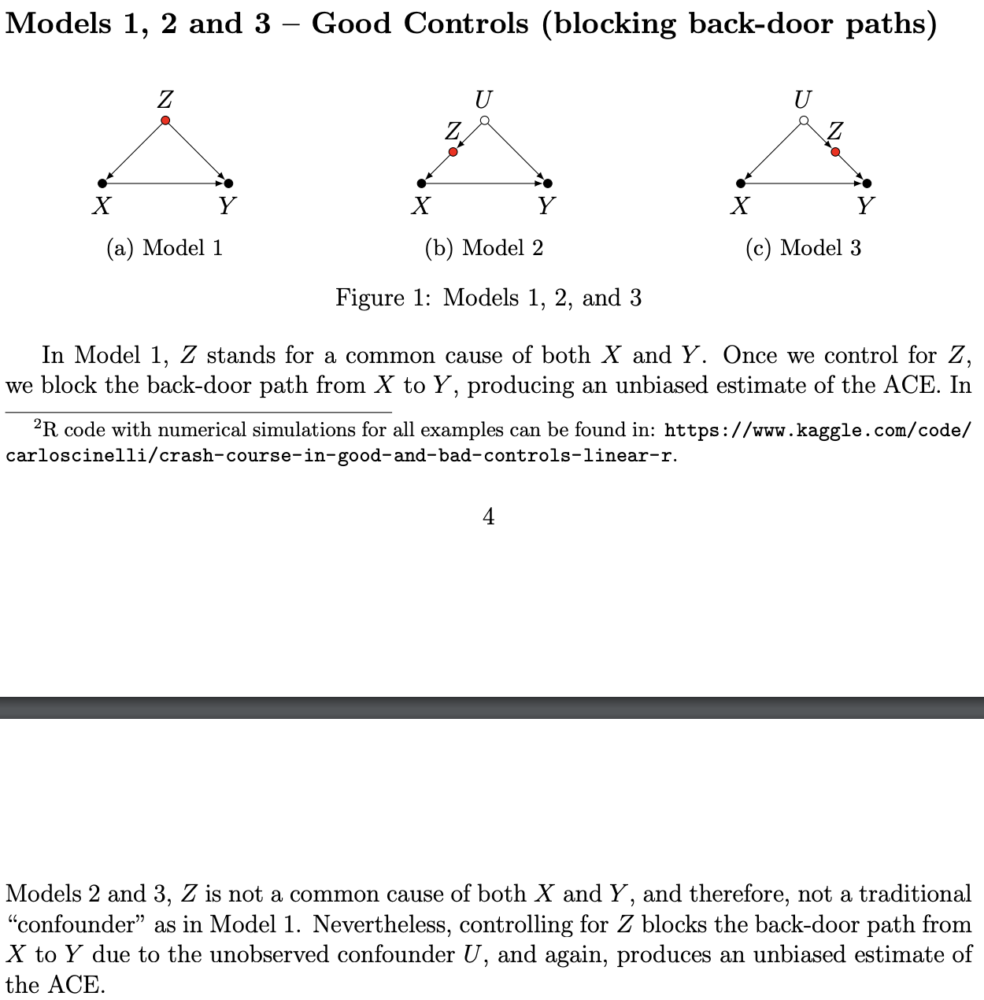 Models 1, 2 and 3 – Good Controls (blocking back-door paths)
Z
X
Y
(a) Model 1
U
Z
X
Y
(b) Model 2
U
Z
X
Y
(c) Model 3
Figure 1: Models 1, 2, and 3
In Model 1, Z stands for a common cause of both X and Y. Once we control for Z,
we block the back-door path from X to Y, producing an unbiased estimate of the ACE. In
²R code with numerical simulations for all examples can be found in: https://www.kaggle.com/code/
carloscinelli/crash-course-in-good-and-bad-controls-linear-r.
4
Models 2 and 3, Z is not a common cause of both X and Y, and therefore, not a traditional
“confounder” as in Model 1. Nevertheless, controlling for Z blocks the back-door path from
X to Y due to the unobserved confounder U, and again, produces an unbiased estimate of
the ACE.